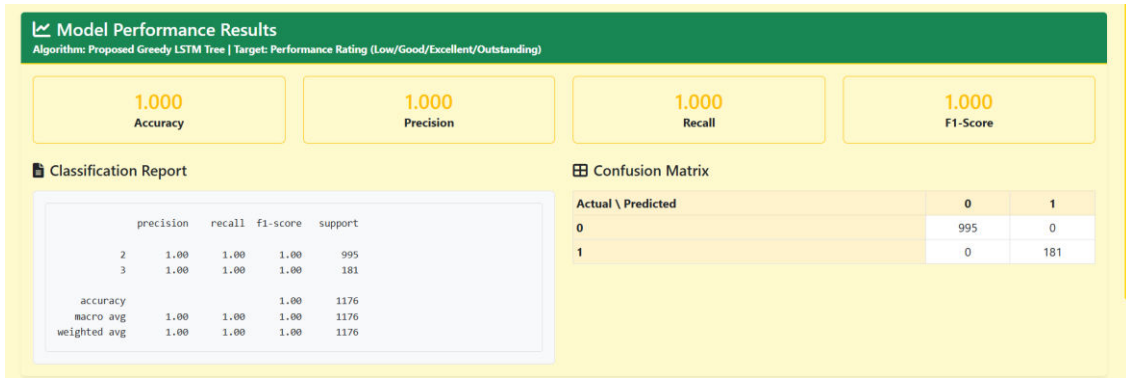 Model Performance Results
Algorithm: Proposed Greedy LSTM Tree | Target: Performance Rating (Low/Good/Excellent/Outstanding)
1.000 1.000 1.000 1.000
Accuracy Precision Recall F1-Score
Classification Report
precision recall f1-score support
2 1.00 1.00 1.00 995
3 1.00 1.00 1.00 181
accuracy 1.00 1176
macro avg 1.00 1.00 1.00 1176
weighted avg 1.00 1.00 1.00 1176
Confusion Matrix
Actual \ Predicted 0 1
0 995 0
1 0 181